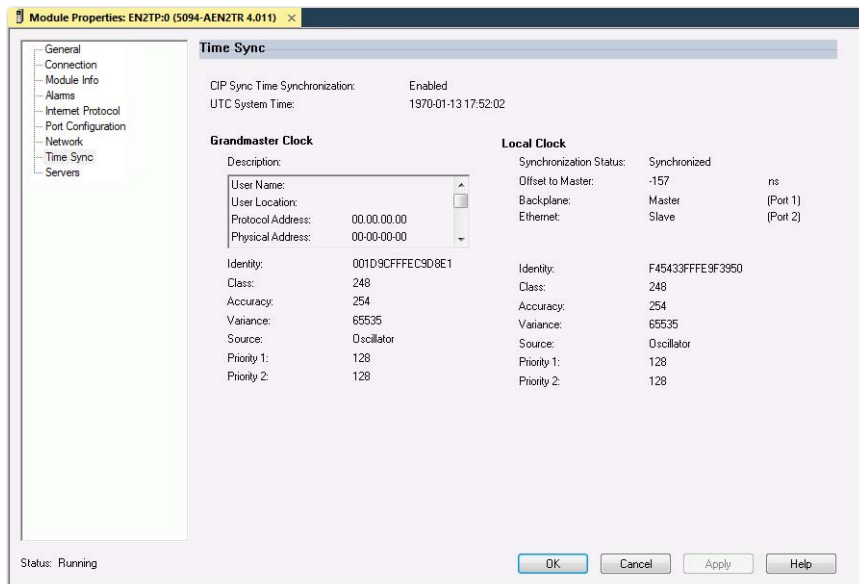 Module Properties: EN2TP:0 (5094-AEN2TR 4.011) ×
General
Connection
Module Info
Alarms
Internet Protocol
Port Configuration
Network
Time Sync
Servers
Time Sync
CIP Sync Time Synchronization: Enabled
UTC System Time: 1970-01-13 17:52:02
Grandmaster Clock
Description:
User Name:
User Location:
Protocol Address: 00.00.00.00
Physical Address: 00-00-00-00
Identity: 001D9CFFFEC9D8E1
Class: 248
Accuracy: 254
Variance: 65535
Source: Oscillator
Priority 1: 128
Priority 2: 128
Local Clock
Synchronization Status: Synchronized
Offset to Master: -157 ns
Backplane: Master (Port 1)
Ethernet: Slave (Port 2)
Identity: F45433FFFE9F3950
Class: 248
Accuracy: 254
Variance: 65535
Source: Oscillator
Priority 1: 128
Priority 2: 128
Status: Running
OK
Cancel
Apply
Help